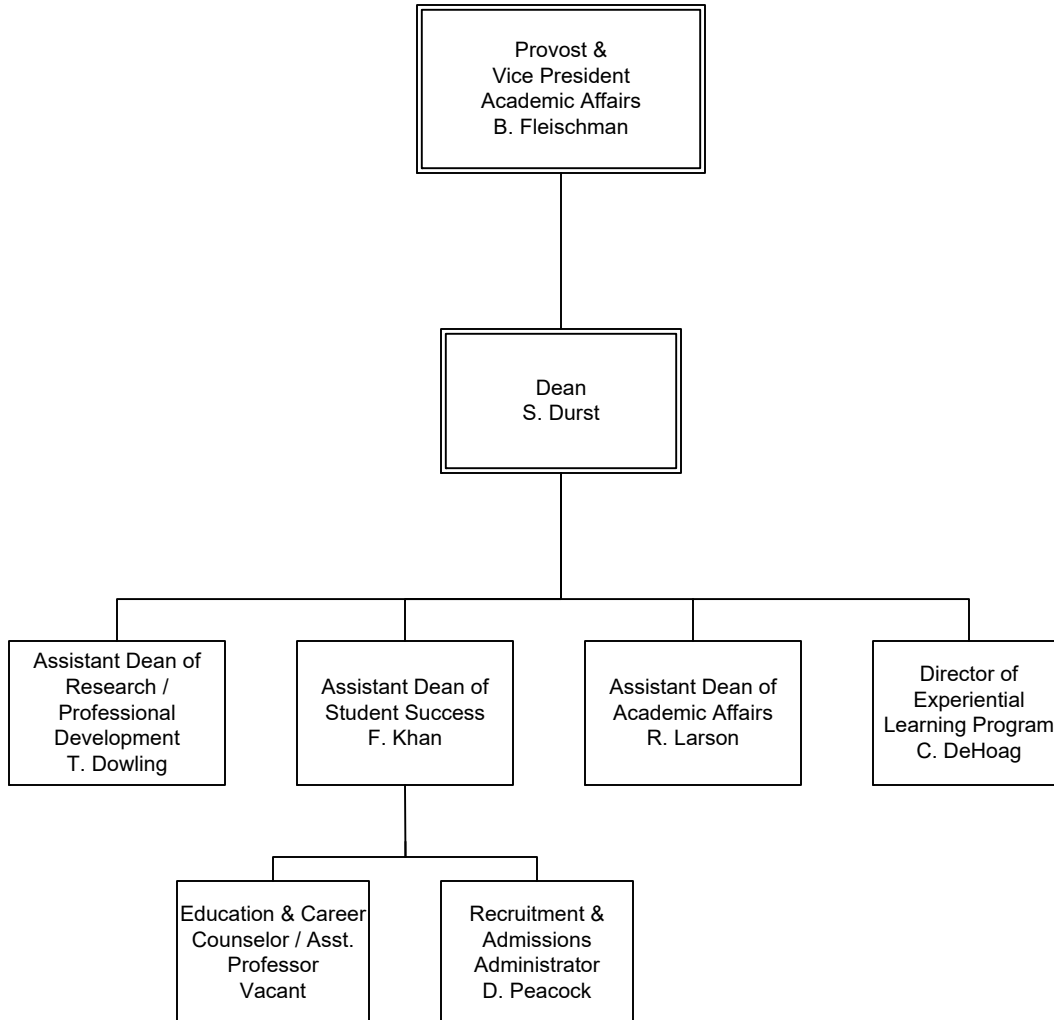 Provost &
Vice President
Academic Affairs
B. Fleischman
Dean
S. Durst
Assistant Dean of
Research /
Professional
Development
T. Dowling
Assistant Dean of
Student Success
F. Khan
Assistant Dean of
Academic Affairs
R. Larson
Director of
Experiential
Learning Program
C. DeHoag
Education & Career
Counselor / Asst.
Professor
Vacant
Recruitment &
Admissions
Administrator
D. Peacock